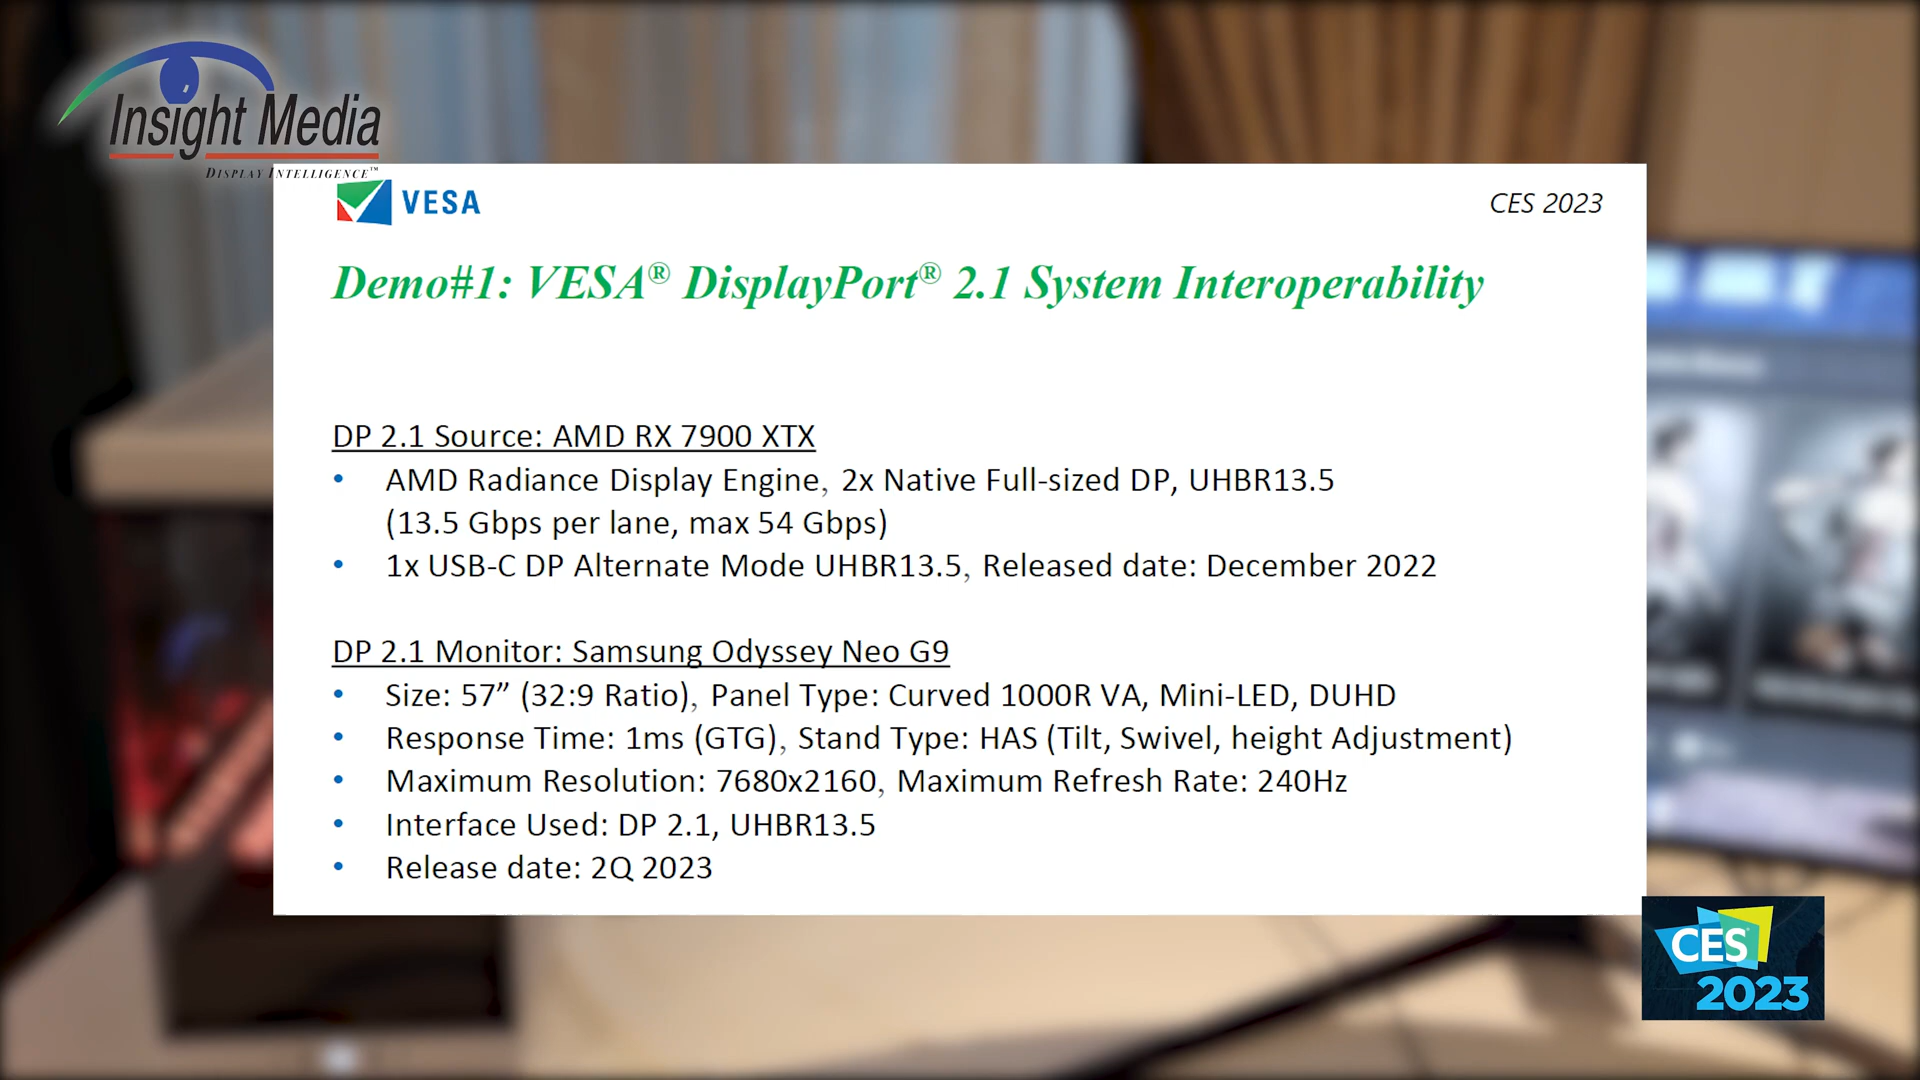 Insight Media
DISPLAY INTELLIGENCE™
VESA
CES 2023
Demo#1: VESA® DisplayPort® 2.1 System Interoperability
DP 2.1 Source: AMD RX 7900 XTX
• AMD Radiance Display Engine, 2x Native Full-sized DP, UHBR13.5
(13.5 Gbps per lane, max 54 Gbps)
• 1x USB-C DP Alternate Mode UHBR13.5, Released date: December 2022
DP 2.1 Monitor: Samsung Odyssey Neo G9
• Size: 57” (32:9 Ratio), Panel Type: Curved 1000R VA, Mini-LED, DUHD
• Response Time: 1ms (GTG), Stand Type: HAS (Tilt, Swivel, height Adjustment)
• Maximum Resolution: 7680x2160, Maximum Refresh Rate: 240Hz
• Interface Used: DP 2.1, UHBR13.5
• Release date: 2Q 2023
CES
2023